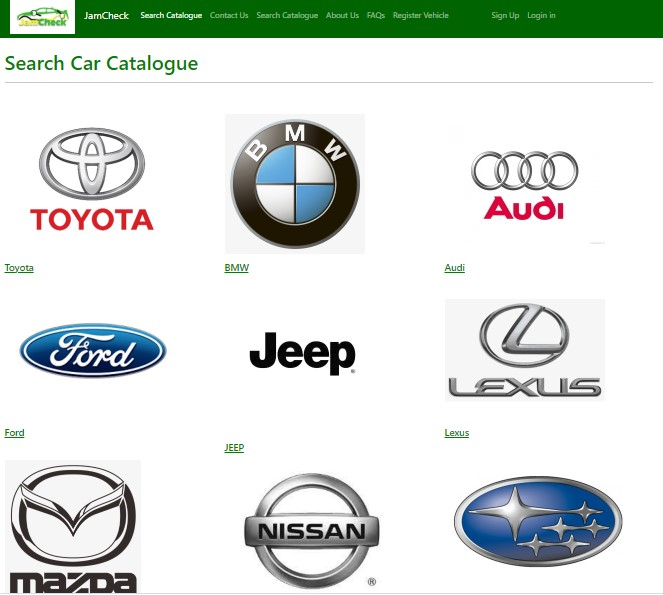 JamCheck JamCheck Search Catalogue Contact Us Search Catalogue About Us FAQs Register Vehicle Sign Up Login in
Search Car Catalogue
TOYOTA
BMW
Audi
Toyota
BMW
Audi
Ford
Jeep
LEXUS
Ford
JEEP
Lexus
mazda
NISSAN
®